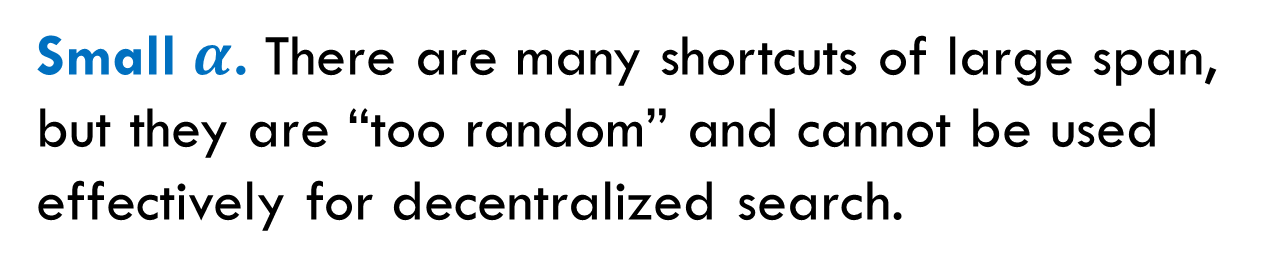 Small α. There are many shortcuts of large span,
but they are “too random” and cannot be used
effectively for decentralized search.